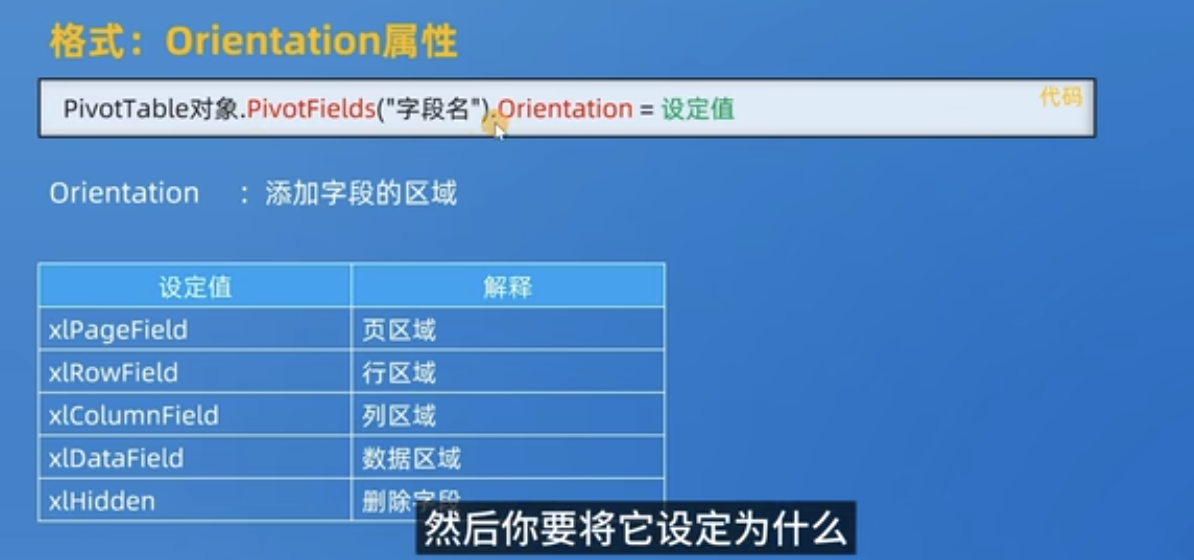 格式：Orientation属性
代码
PivotTable对象.PivotFields("字段名").Orientation = 设定值
Orientation ：添加字段的区域
设定值 解释
xlPageField 页区域
xlRowField 行区域
xlColumnField 列区域
xlDataField 数据区域
xlHidden 删除字段
然后你要将它设定为什么